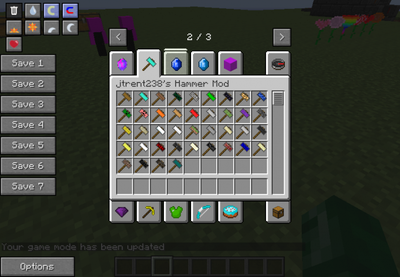 2 / 3
Save 1
Save 2
Save 3
Save 4
Save 5
Save 6
Save 7
jtrent238's Hammer Mod
Your game mode has been updated
Options